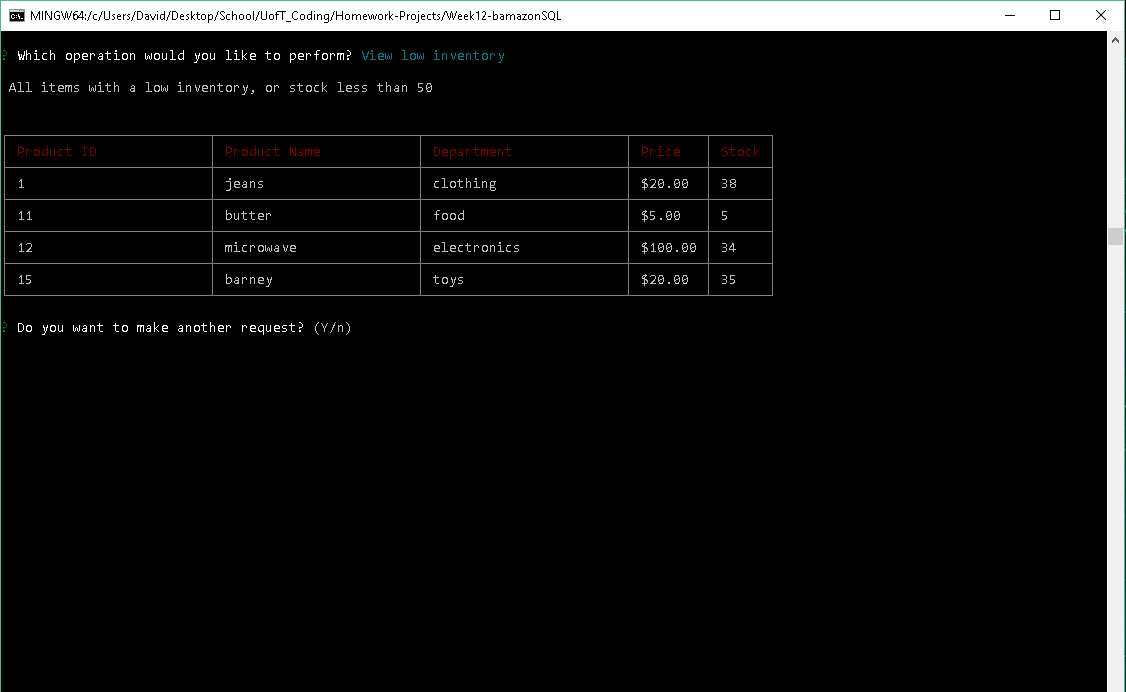 MINGW64:/c/Users/David/Desktop/School/UofT_Coding/Homework-Projects/Week12-bamazonSQL
? Which operation would you like to perform? View low inventory
All items with a low inventory, or stock less than 50
Product ID Product Name Department Price Stock
1 jeans clothing $20.00 38
11 butter food $5.00 5
12 microwave electronics $100.00 34
15 barney toys $20.00 35
? Do you want to make another request? (Y/n)